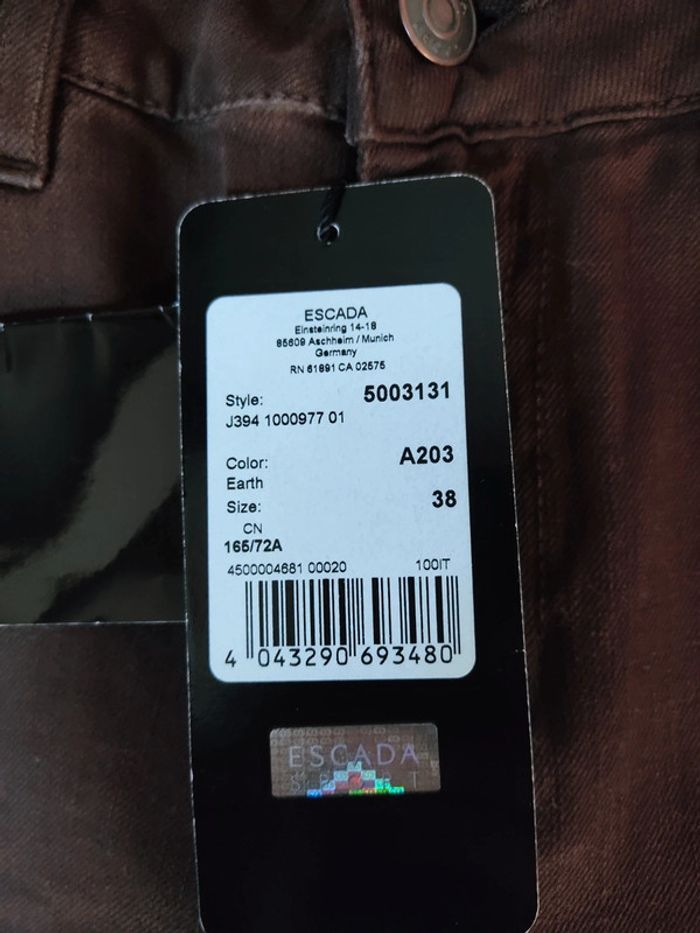 ESCADA
Einsteinring 14-18
85609 Aschheim / Munich
Germany
RN 61891 CA 02575
Style: 5003131
J394 1000977 01
Color: A203
Earth
Size: 38
CN
165/72A
4500004681 00020 100IT
4 043290 693480
ESCADA
SPORT